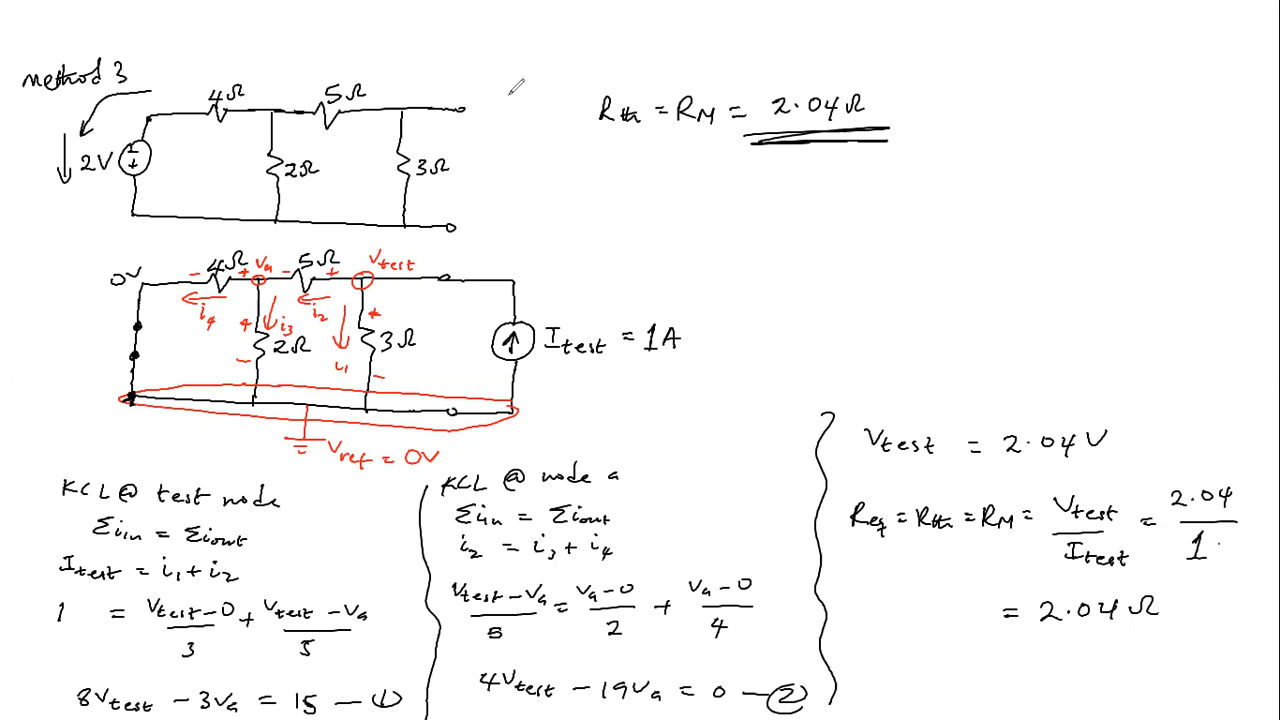 method 3
4Ω 5Ω
2V 2Ω 3Ω
Rth = RM = 2.04Ω
0V 4Ω Va 5Ω Vtest
- + - +
i4 i3 i2 i1
+ 2Ω - + 3Ω -
Itest = 1A
Vref = 0V
KCL @ test node
Σiin = Σiout
Itest = i1 + i2
1 = (Vtest-0)/3 + (Vtest-Va)/5
8Vtest - 3Va = 15 — ①
KCL @ node a
Σiin = Σiout
i2 = i3 + i4
(Vtest-Va)/5 = (Va-0)/2 + (Va-0)/4
4Vtest - 19Va = 0 — ②
Vtest = 2.04V
Req = Rth = RM = Vtest/Itest = 2.04/1
= 2.04Ω